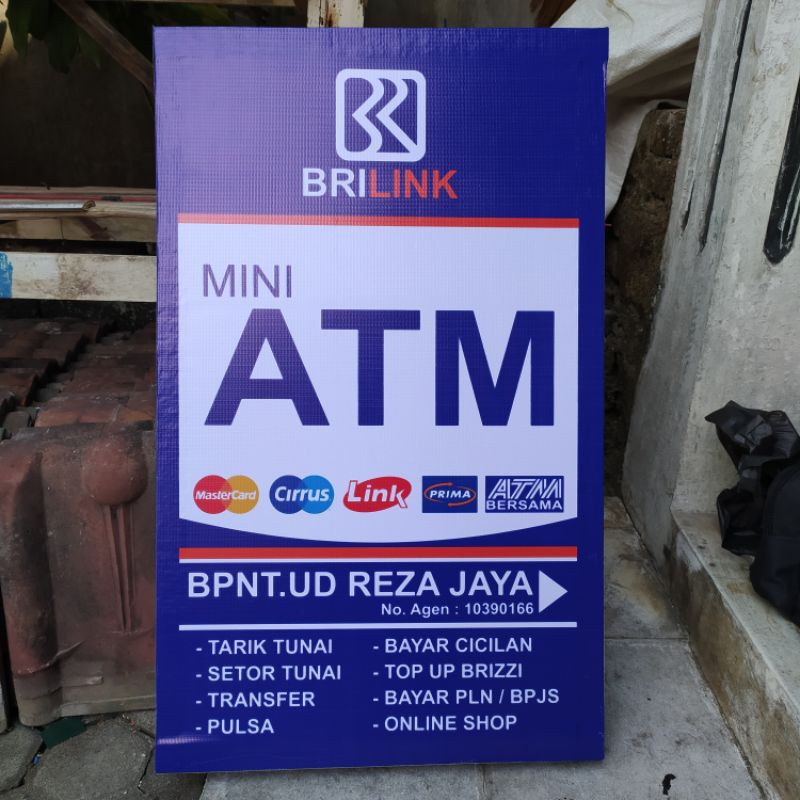 BRILINK
MINI
ATM
MasterCard Cirrus Link PRIMA ATM BERSAMA
BPNT.UD REZA JAYA
No. Agen : 10390166
- TARIK TUNAI
- SETOR TUNAI
- TRANSFER
- PULSA
- BAYAR CICILAN
- TOP UP BRIZZI
- BAYAR PLN / BPJS
- ONLINE SHOP